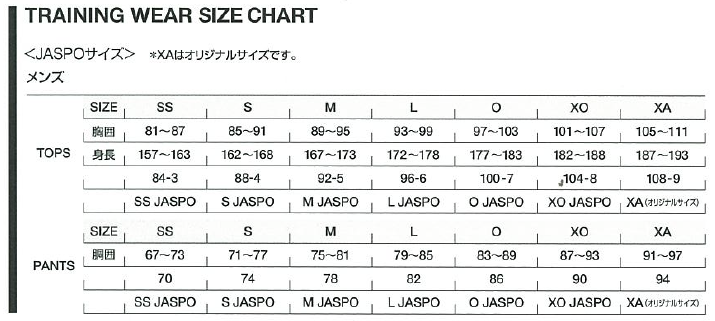 TRAINING WEAR SIZE CHART
<JASPOサイズ> *XAはオリジナルサイズです。
メンズ
SIZE SS S M L O XO XA
胸囲 81〜87 85〜91 89〜95 93〜99 97〜103 101〜107 105〜111
TOPS 身長 157〜163 162〜168 167〜173 172〜178 177〜183 182〜188 187〜193
84-3 88-4 92-5 96-6 100-7 104-8 108-9
SS JASPO S JASPO M JASPO L JASPO O JASPO XO JASPO XA(オリジナルサイズ)
SIZE SS S M L O XO XA
胸囲 67〜73 71〜77 75〜81 79〜85 83〜89 87〜93 91〜97
PANTS 70 74 78 82 86 90 94
SS JASPO S JASPO M JASPO L JASPO O JASPO XO JASPO XA(オリジナルサイズ)